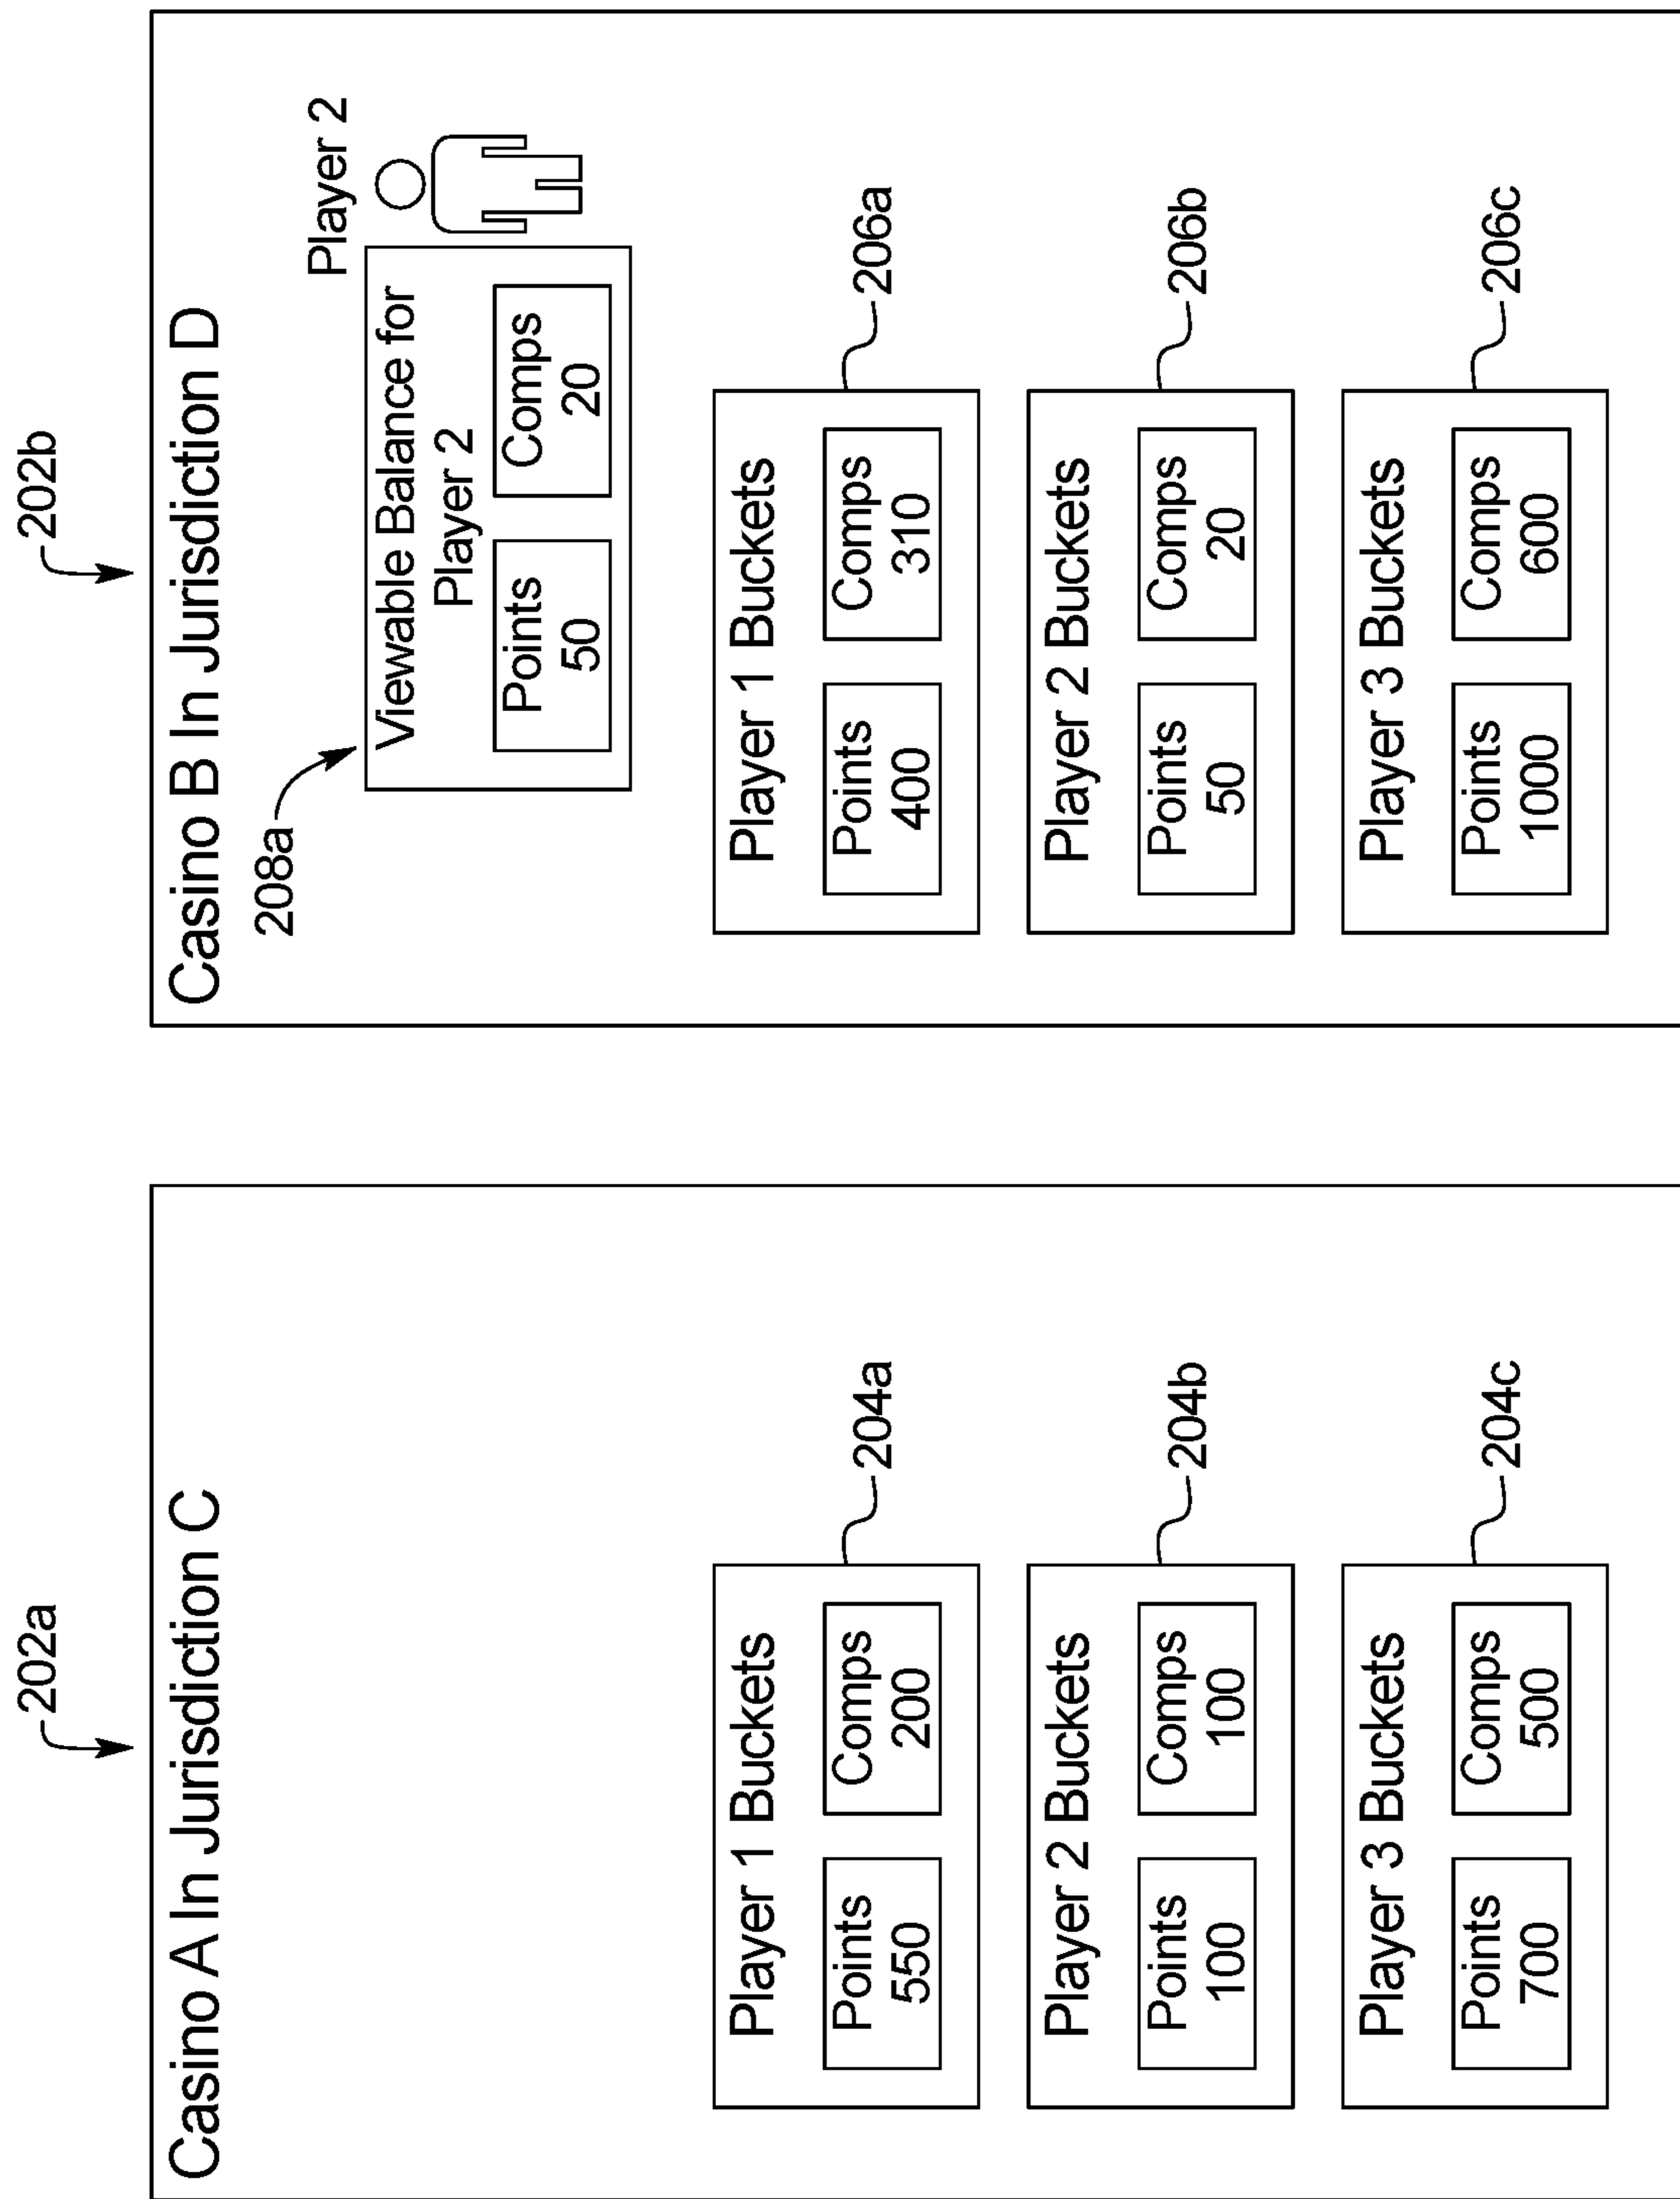 202a
Casino A In Jurisdiction C
Player 1 Buckets
Points
550
Comps
200
204a
Player 2 Buckets
Points
100
Comps
100
204b
Player 3 Buckets
Points
700
Comps
500
204c
202b
Casino B In Jurisdiction D
208a
Viewable Balance for
Player 2
Points
50
Comps
20
Player 2
Player 1 Buckets
Points
400
Comps
310
206a
Player 2 Buckets
Points
50
Comps
20
206b
Player 3 Buckets
Points
1000
Comps
600
206c